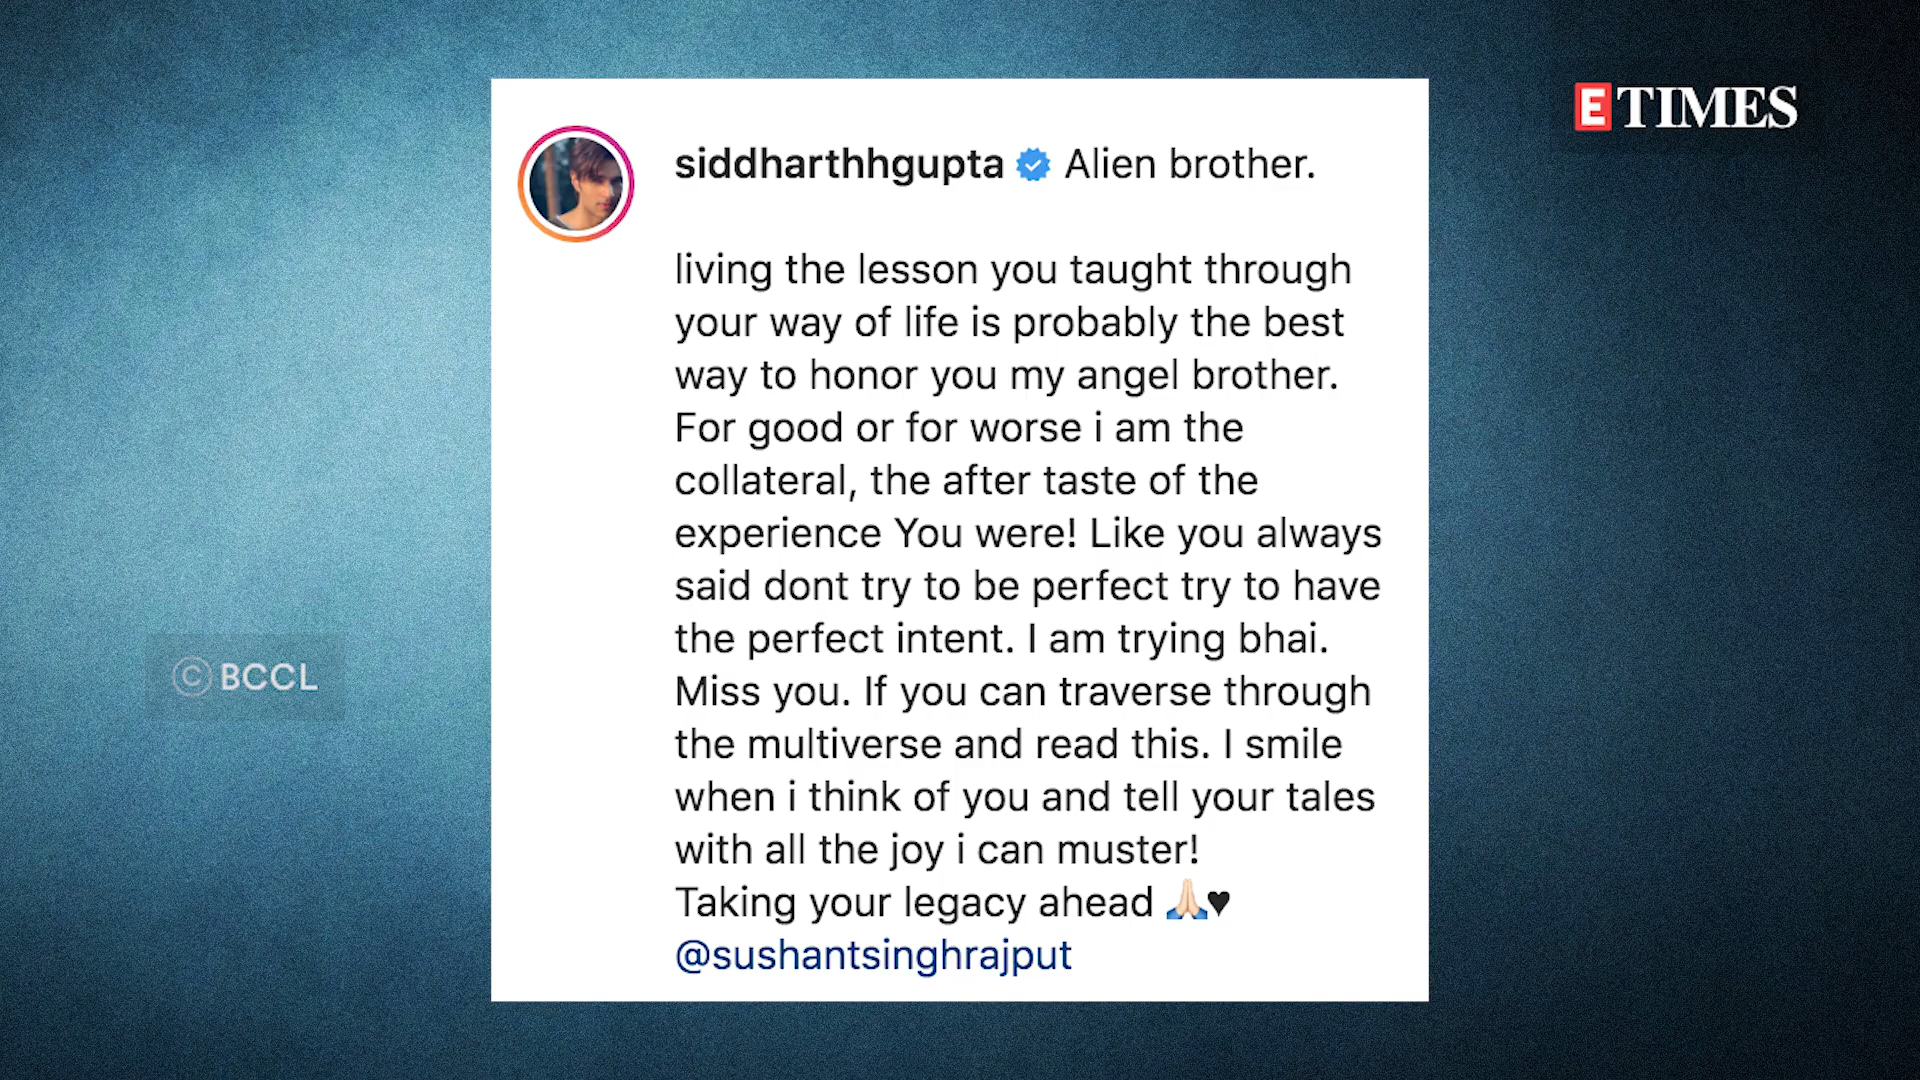 E TIMES
siddharthhgupta Alien brother.
living the lesson you taught through
your way of life is probably the best
way to honor you my angel brother.
For good or for worse i am the
collateral, the after taste of the
experience You were! Like you always
said dont try to be perfect try to have
the perfect intent. I am trying bhai.
Miss you. If you can traverse through
the multiverse and read this. I smile
when i think of you and tell your tales
with all the joy i can muster!
Taking your legacy ahead 🙏🏻♥
@sushantsinghrajput
© BCCL